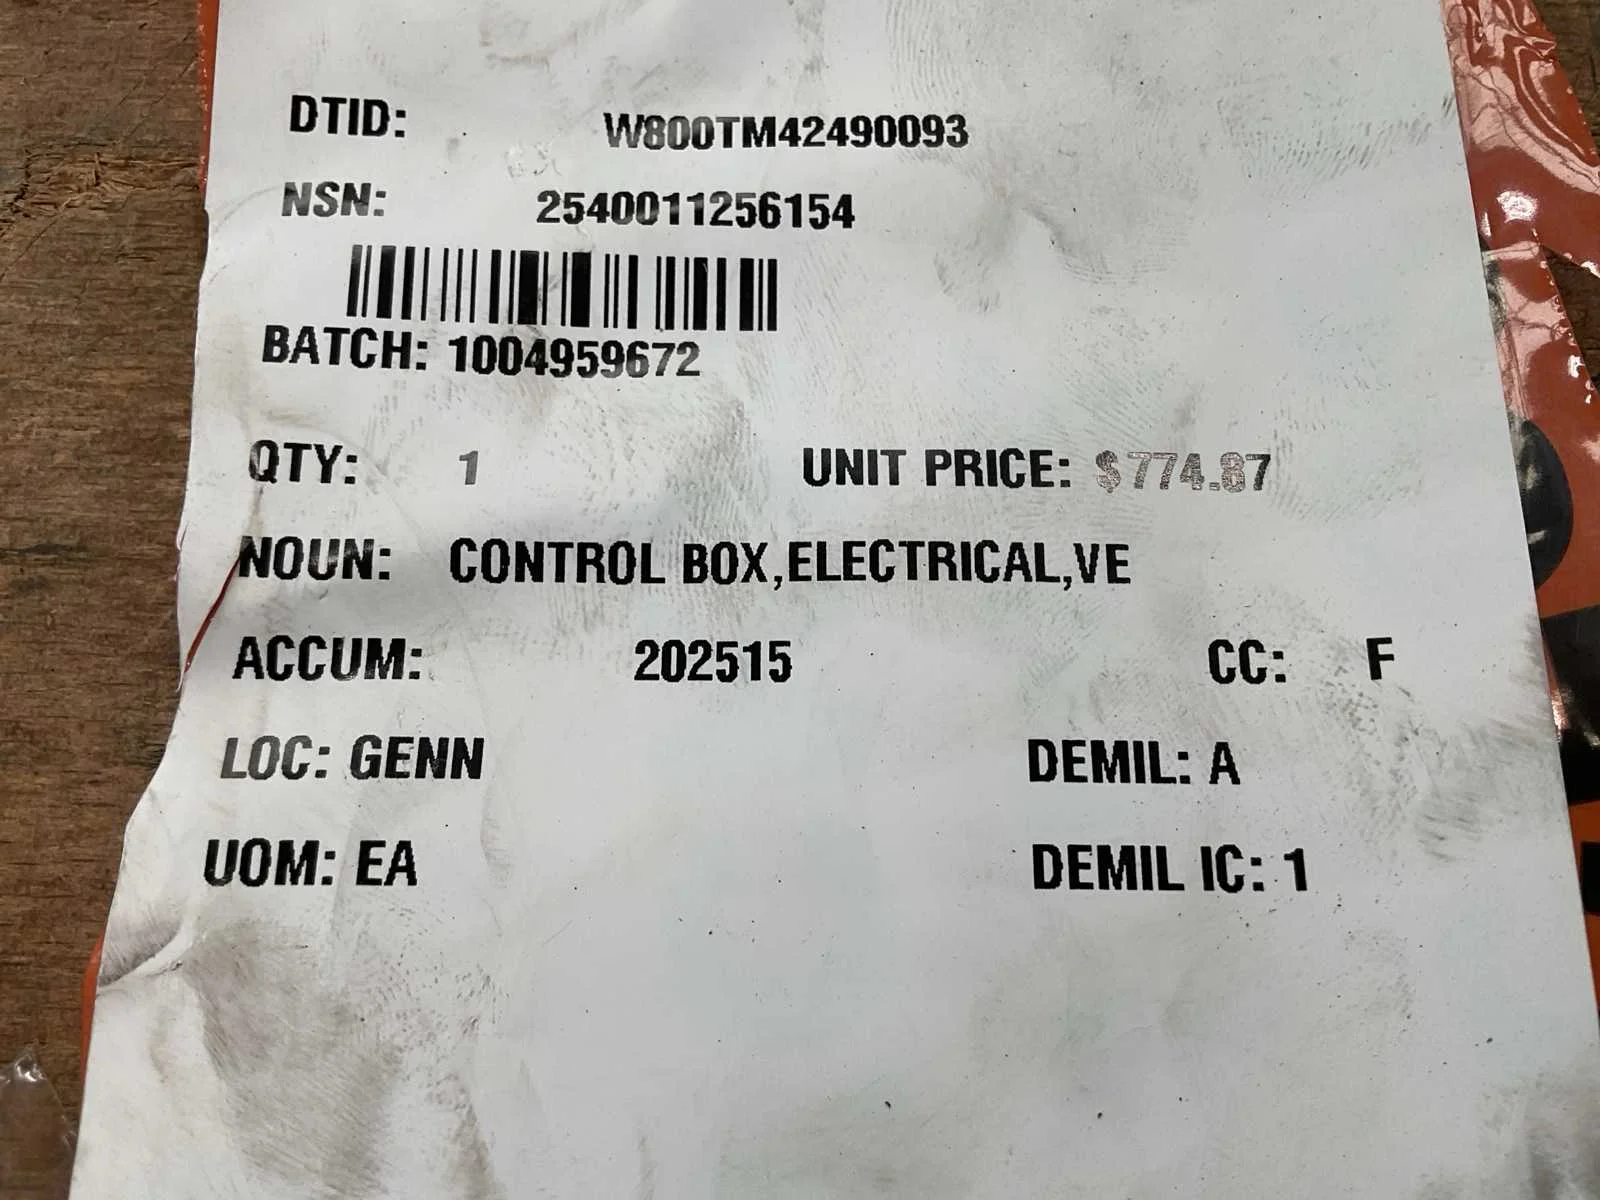 DTID: W800TM42490093
NSN: 2540011256154
BATCH: 1004959672
QTY: 1 UNIT PRICE: $774.87
NOUN: CONTROL BOX,ELECTRICAL,VE
ACCUM: 202515 CC: F
LOC: GENN DEMIL: A
UOM: EA DEMIL IC: 1